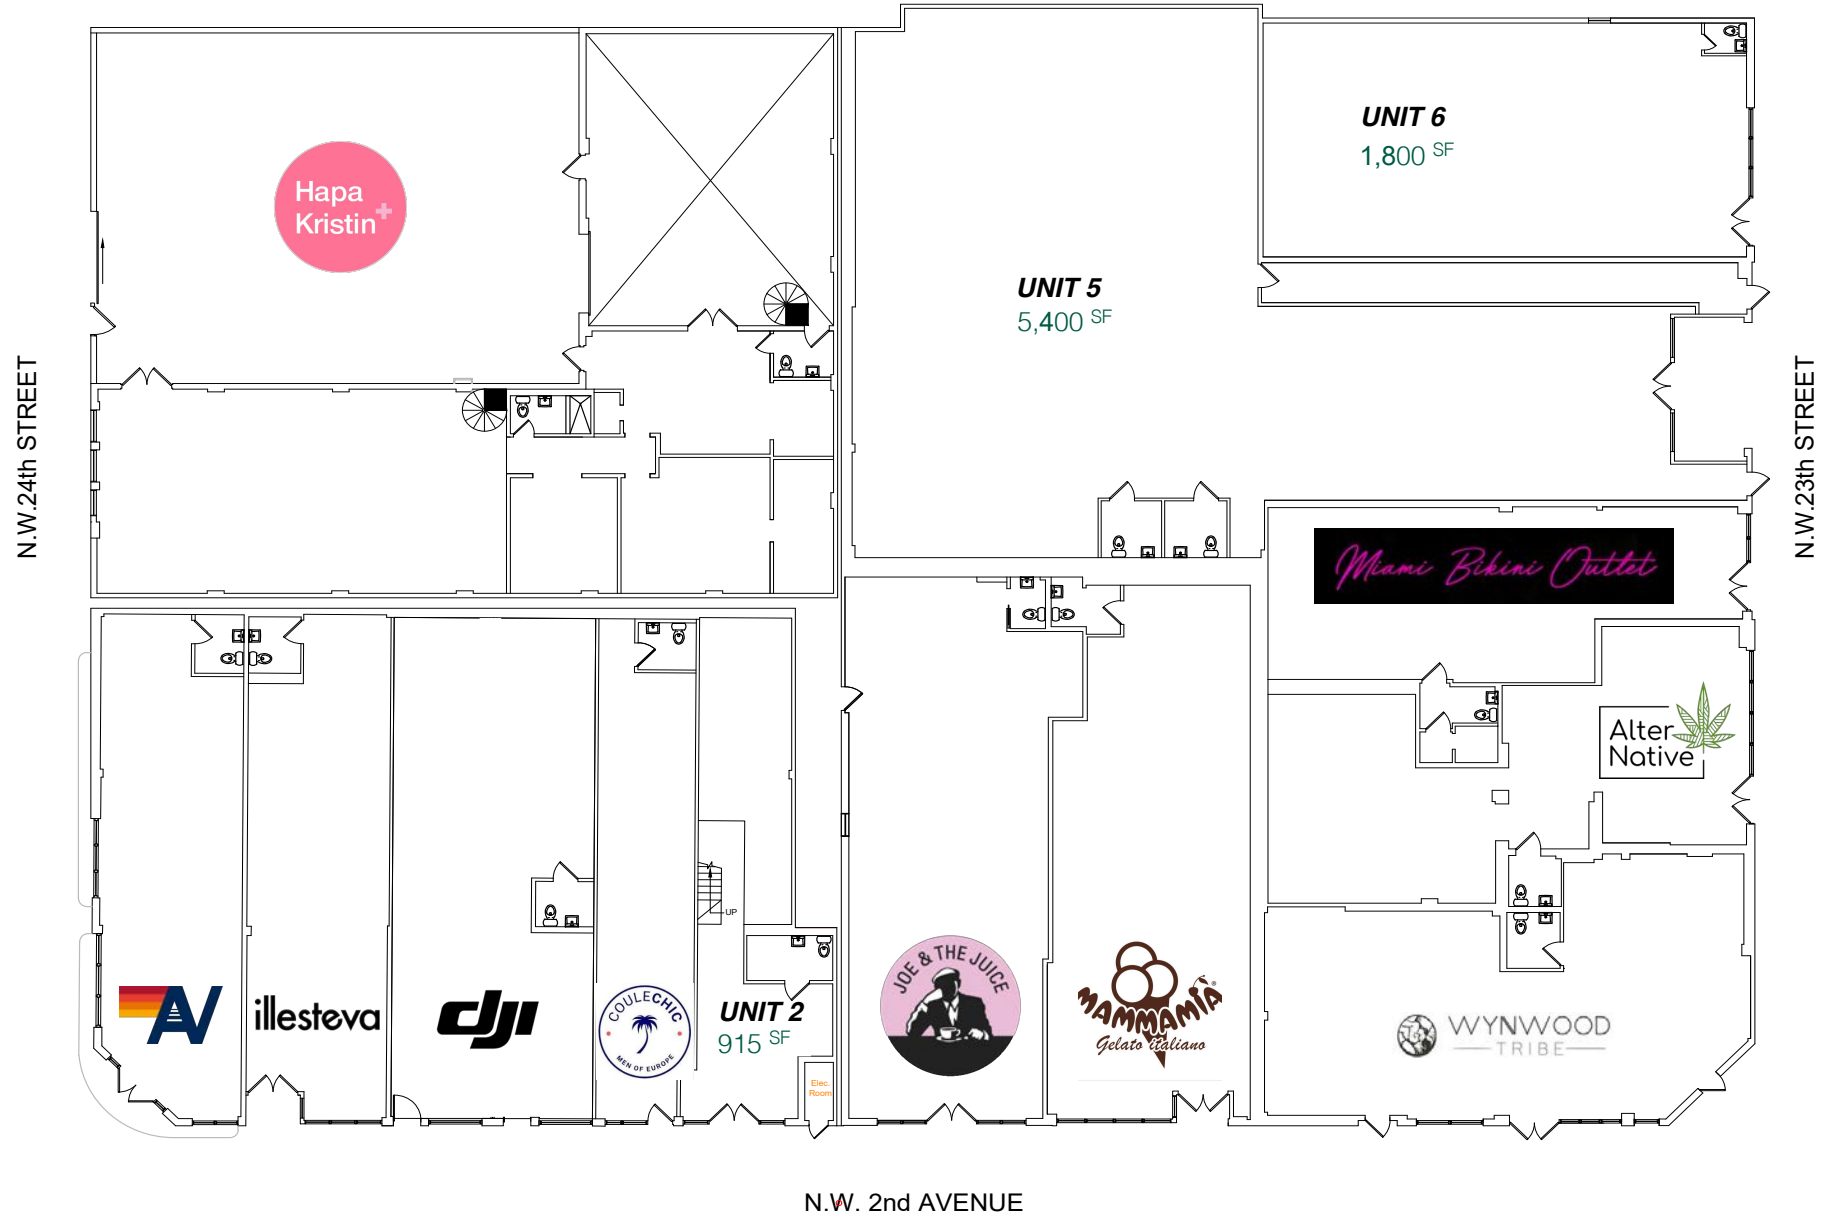 UNIT 6
1,800 SF
Hapa
Kristin+
UNIT 5
5,400 SF
N.W.24th STREET
N.W.23th STREET
Miami Bikini Outlet
Alter
Native
UP
AV
illesteva
dji
COULECHIC
MEN OF EUROPE
UNIT 2
915 SF
Elec.
Room
JOE & THE JUICE
MAMMAMIA
Gelato italiano
WYNWOOD
TRIBE
N.W. 2nd AVENUE